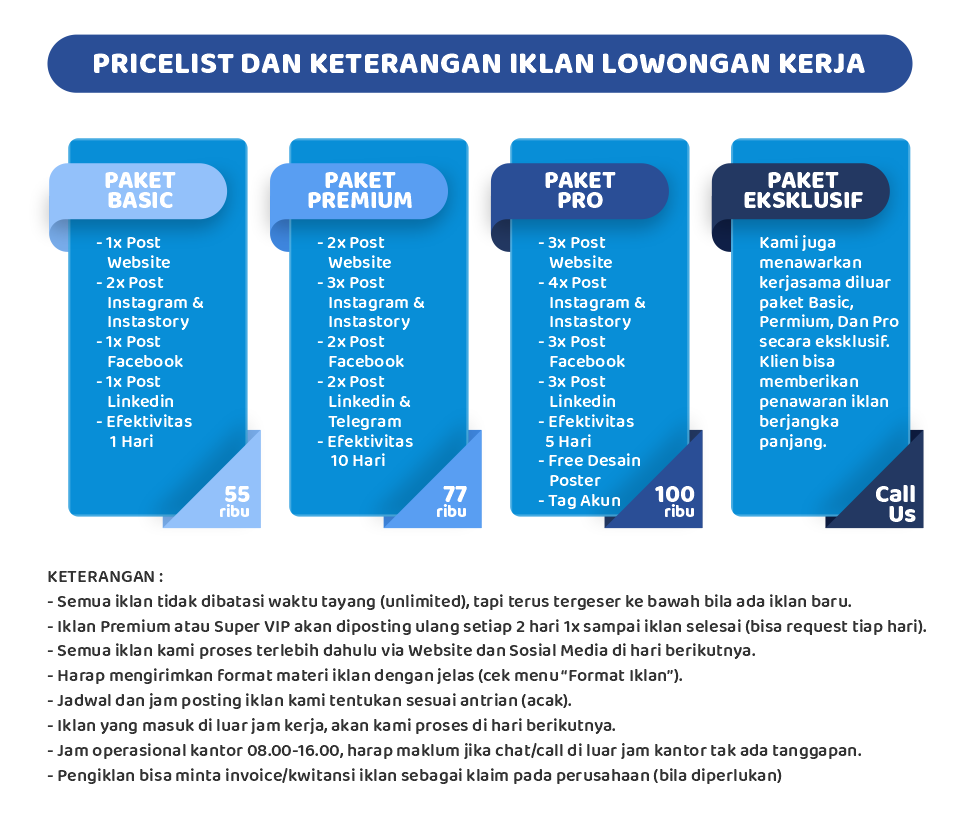 PRICELIST DAN KETERANGAN IKLAN LOWONGAN KERJA
PAKET
BASIC
- 1x Post
Website
- 2x Post
Instagram &
Instastory
- 1x Post
Facebook
- 1x Post
Linkedin
- Efektivitas
1 Hari
55
ribu
PAKET
PREMIUM
- 2x Post
Website
- 3x Post
Instagram &
Instastory
- 2x Post
Facebook
- 2x Post
Linkedin &
Telegram
- Efektivitas
10 Hari
77
ribu
PAKET
PRO
- 3x Post
Website
- 4x Post
Instagram &
Instastory
- 3x Post
Facebook
- 3x Post
Linkedin
- Efektivitas
5 Hari
- Free Desain
Poster
- Tag Akun
100
ribu
PAKET
EKSKLUSIF
Kami juga
menawarkan
kerjasama diluar
paket Basic,
Permium, Dan Pro
secara eksklusif.
Klien bisa
memberikan
penawaran iklan
berjangka
panjang.
Call
Us
KETERANGAN :
- Semua iklan tidak dibatasi waktu tayang (unlimited), tapi terus tergeser ke bawah bila ada iklan baru.
- Iklan Premium atau Super VIP akan diposting ulang setiap 2 hari 1x sampai iklan selesai (bisa request tiap hari).
- Semua iklan kami proses terlebih dahulu via Website dan Sosial Media di hari berikutnya.
- Harap mengirimkan format materi iklan dengan jelas (cek menu “Format Iklan”).
- Jadwal dan jam posting iklan kami tentukan sesuai antrian (acak).
- Iklan yang masuk di luar jam kerja, akan kami proses di hari berikutnya.
- Jam operasional kantor 08.00-16.00, harap maklum jika chat/call di luar jam kantor tak ada tanggapan.
- Pengiklan bisa minta invoice/kwitansi iklan sebagai klaim pada perusahaan (bila diperlukan)